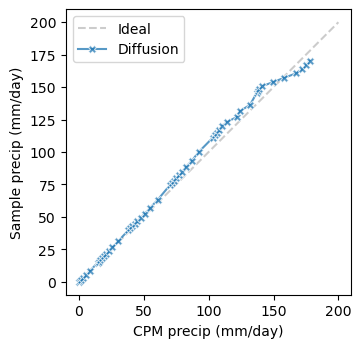 Ideal
Diffusion
Sample precip (mm/day)
200
175
150
125
100
75
50
25
0
0 50 100 150 200
CPM precip (mm/day)